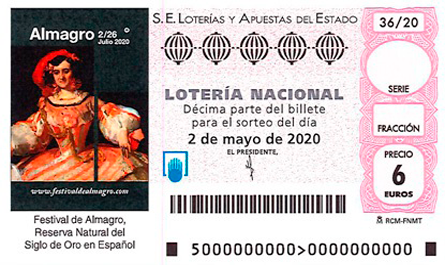 Almagro 2/26
Julio 2020
www.festivaldealmagro.com
Festival de Almagro,
Reserva Natural del
Siglo de Oro en Español
S.E. LOTERÍAS Y APUESTAS DEL ESTADO
36/20
LOTERÍA NACIONAL
Décima parte del billete
para el sorteo del día
2 de mayo de 2020
EL PRESIDENTE,
SERIE
FRACCIÓN
PRECIO
6
EUROS
RCM-FNMT
5000000000>0000000000